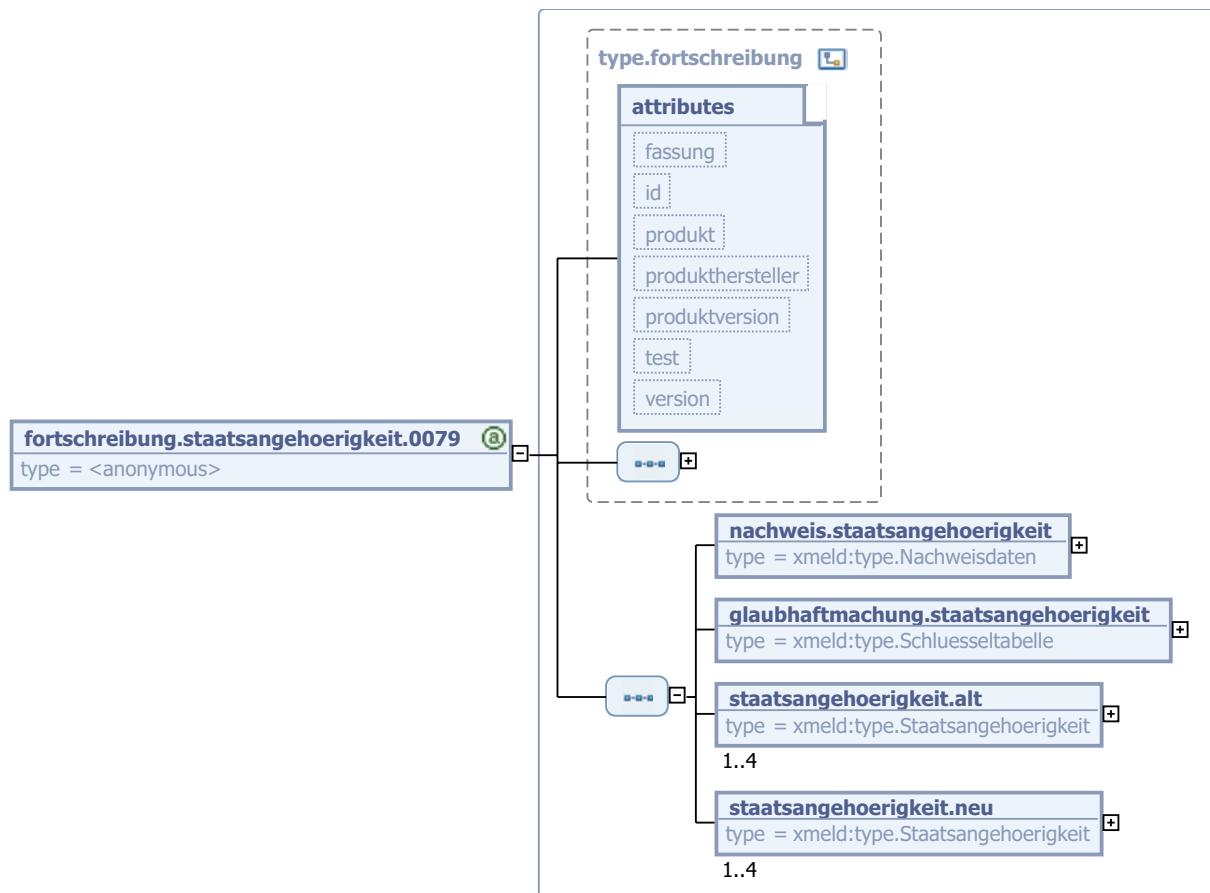 type.fortschreibung
attributes
fassung
id
produkt
produkthersteller
produktversion
test
version
fortschreibung.staatsangehoerigkeit.0079
type = <anonymous>
nachweis.staatsangehoerigkeit
type = xmeld:type.Nachweisdaten
glaubhaftmachung.staatsangehoerigkeit
type = xmeld:type.Schluesseltabelle
staatsangehoerigkeit.alt
type = xmeld:type.Staatsangehoerigkeit
1..4
staatsangehoerigkeit.neu
type = xmeld:type.Staatsangehoerigkeit
1..4